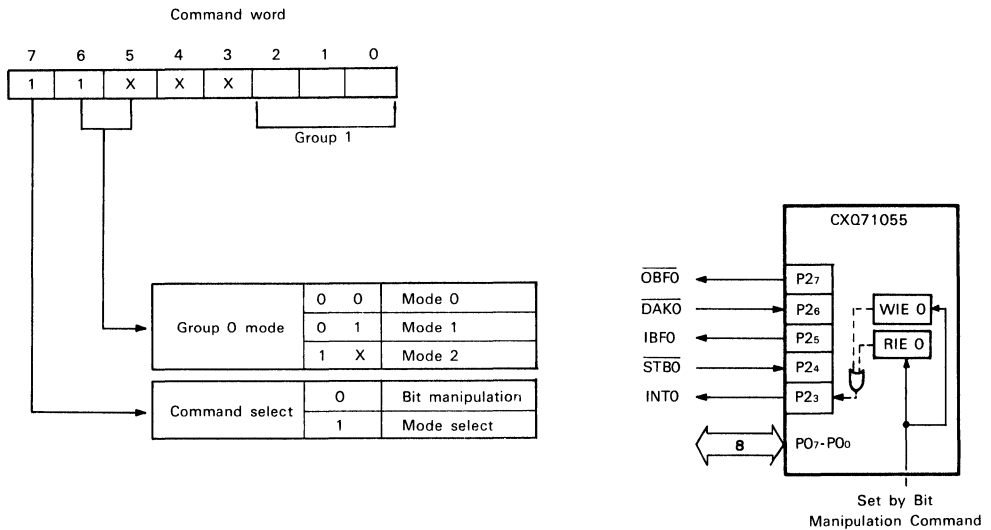 Command word
7 6 5 4 3 2 1 0
1 1 X X X
Group 1
Group 0 mode
0 0 Mode 0
0 1 Mode 1
1 X Mode 2
Command select
0 Bit manipulation
1 Mode select
CXQ71055
OBF0 P27
DAK0 P26
IBF0 P25
STB0 P24
INT0 P23
WIE 0
RIE 0
8 P07-P00
Set by Bit
Manipulation Command